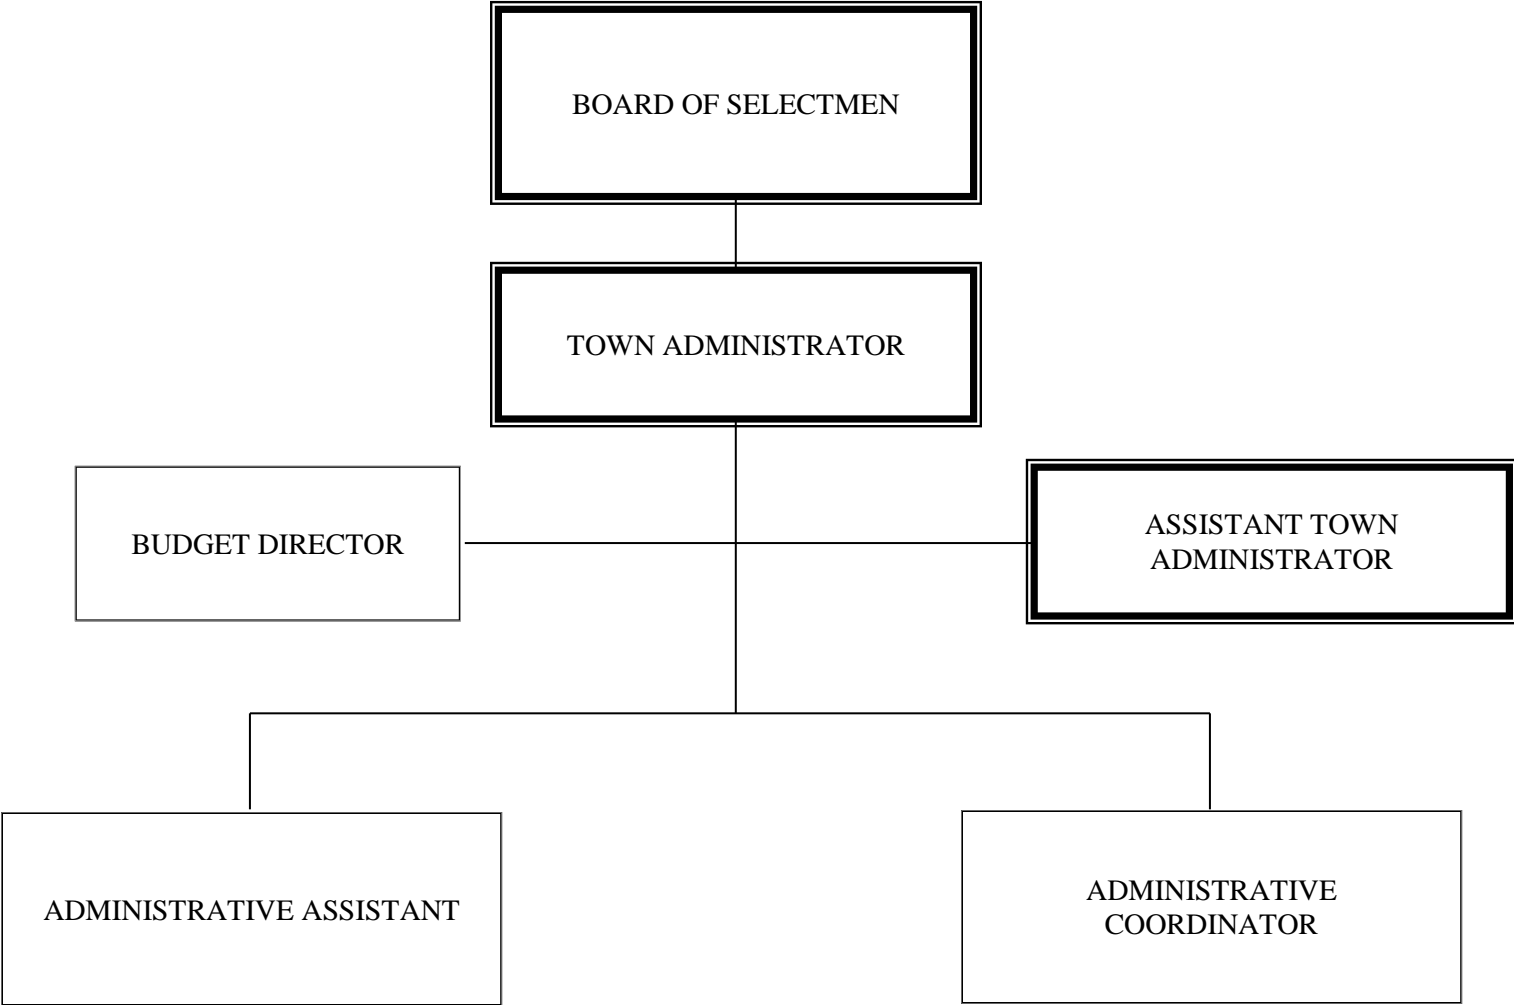 BOARD OF SELECTMEN
TOWN ADMINISTRATOR
BUDGET DIRECTOR
ASSISTANT TOWN
ADMINISTRATOR
ADMINISTRATIVE ASSISTANT
ADMINISTRATIVE
COORDINATOR